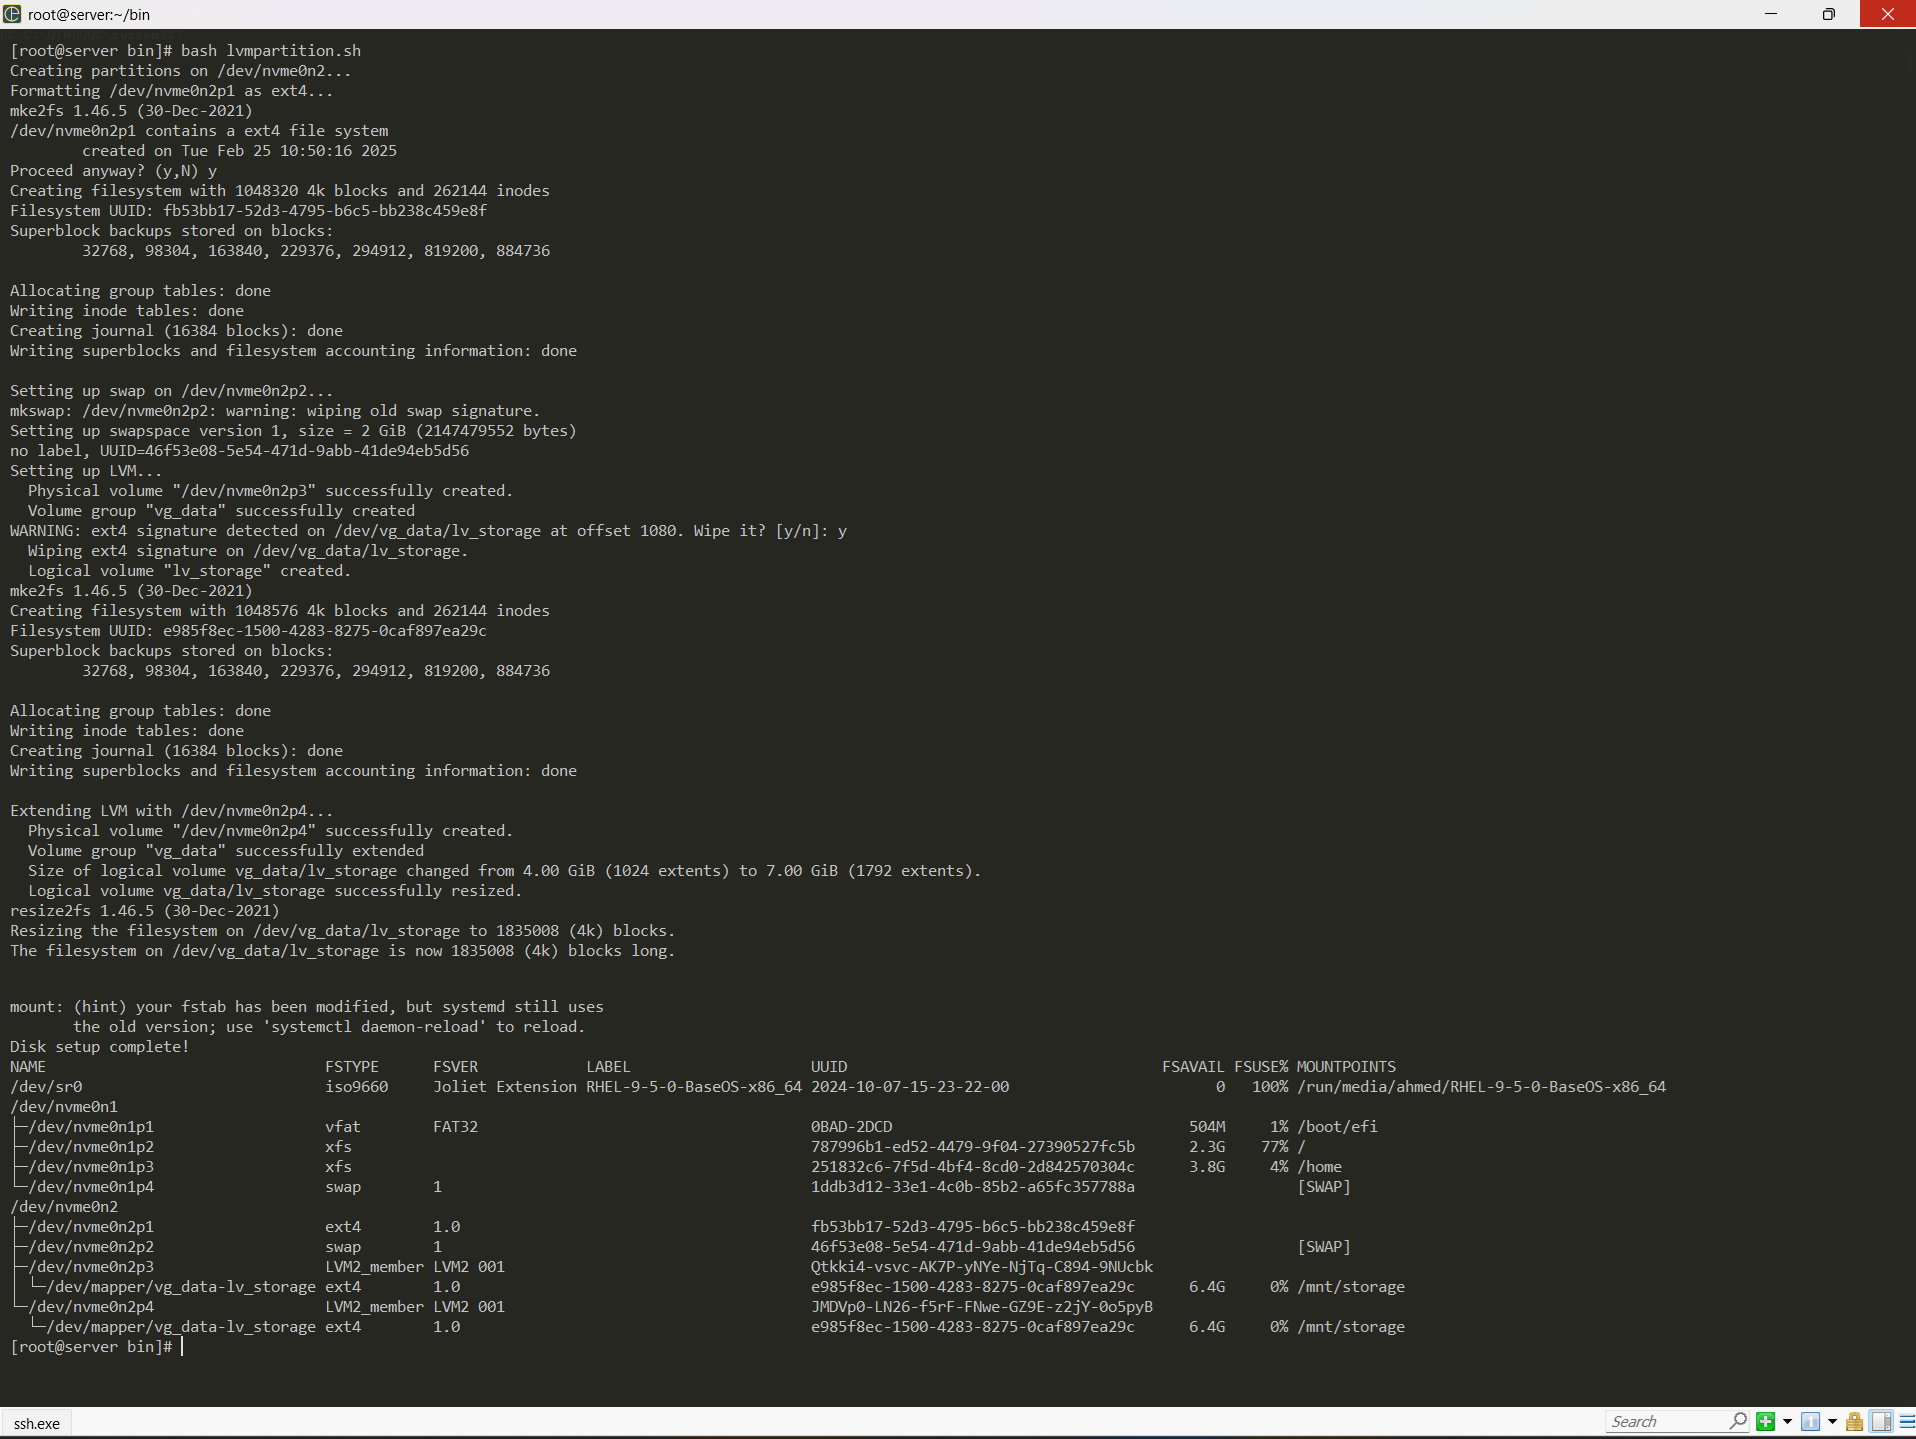 root@server:~/bin
[root@server bin]# bash lvmpartition.sh
Creating partitions on /dev/nvme0n2...
Formatting /dev/nvme0n2p1 as ext4...
mke2fs 1.46.5 (30-Dec-2021)
/dev/nvme0n2p1 contains a ext4 file system
        created on Tue Feb 25 10:50:16 2025
Proceed anyway? (y,N) y
Creating filesystem with 1048320 4k blocks and 262144 inodes
Filesystem UUID: fb53bb17-52d3-4795-b6c5-bb238c459e8f
Superblock backups stored on blocks:
        32768, 98304, 163840, 229376, 294912, 819200, 884736

Allocating group tables: done
Writing inode tables: done
Creating journal (16384 blocks): done
Writing superblocks and filesystem accounting information: done

Setting up swap on /dev/nvme0n2p2...
mkswap: /dev/nvme0n2p2: warning: wiping old swap signature.
Setting up swapspace version 1, size = 2 GiB (2147479552 bytes)
no label, UUID=46f53e08-5e54-471d-9abb-41de94eb5d56
Setting up LVM...
  Physical volume "/dev/nvme0n2p3" successfully created.
  Volume group "vg_data" successfully created
WARNING: ext4 signature detected on /dev/vg_data/lv_storage at offset 1080. Wipe it? [y/n]: y
  Wiping ext4 signature on /dev/vg_data/lv_storage.
  Logical volume "lv_storage" created.
mke2fs 1.46.5 (30-Dec-2021)
Creating filesystem with 1048576 4k blocks and 262144 inodes
Filesystem UUID: e985f8ec-1500-4283-8275-0caf897ea29c
Superblock backups stored on blocks:
        32768, 98304, 163840, 229376, 294912, 819200, 884736

Allocating group tables: done
Writing inode tables: done
Creating journal (16384 blocks): done
Writing superblocks and filesystem accounting information: done

Extending LVM with /dev/nvme0n2p4...
  Physical volume "/dev/nvme0n2p4" successfully created.
  Volume group "vg_data" successfully extended
  Size of logical volume vg_data/lv_storage changed from 4.00 GiB (1024 extents) to 7.00 GiB (1792 extents).
  Logical volume vg_data/lv_storage successfully resized.
resize2fs 1.46.5 (30-Dec-2021)
Resizing the filesystem on /dev/vg_data/lv_storage to 1835008 (4k) blocks.
The filesystem on /dev/vg_data/lv_storage is now 1835008 (4k) blocks long.

mount: (hint) your fstab has been modified, but systemd still uses
       the old version; use 'systemctl daemon-reload' to reload.
Disk setup complete!
NAME FSTYPE FSVER LABEL UUID FSAVAIL FSUSE% MOUNTPOINTS
/dev/sr0 iso9660 Joliet Extension RHEL-9-5-0-BaseOS-x86_64 2024-10-07-15-23-22-00 0 100% /run/media/ahmed/RHEL-9-5-0-BaseOS-x86_64
/dev/nvme0n1
├─/dev/nvme0n1p1 vfat FAT32 0BAD-2DCD 504M 1% /boot/efi
├─/dev/nvme0n1p2 xfs 787996b1-ed52-4479-9f04-27390527fc5b 2.3G 77% /
├─/dev/nvme0n1p3 xfs 251832c6-7f5d-4bf4-8cd0-2d842570304c 3.8G 4% /home
└─/dev/nvme0n1p4 swap 1 1ddb3d12-33e1-4c0b-85b2-a65fc357788a [SWAP]
/dev/nvme0n2
├─/dev/nvme0n2p1 ext4 1.0 fb53bb17-52d3-4795-b6c5-bb238c459e8f
├─/dev/nvme0n2p2 swap 1 46f53e08-5e54-471d-9abb-41de94eb5d56 [SWAP]
├─/dev/nvme0n2p3 LVM2_member LVM2 001 Qtkki4-vsvc-AK7P-yNYe-NjTq-C894-9NUcbk
│ └─/dev/mapper/vg_data-lv_storage ext4 1.0 e985f8ec-1500-4283-8275-0caf897ea29c 6.4G 0% /mnt/storage
└─/dev/nvme0n2p4 LVM2_member LVM2 001 JMDVp0-LN26-f5rF-FNwe-GZ9E-z2jY-0o5pyB
  └─/dev/mapper/vg_data-lv_storage ext4 1.0 e985f8ec-1500-4283-8275-0caf897ea29c 6.4G 0% /mnt/storage
[root@server bin]#
ssh.exe
Search